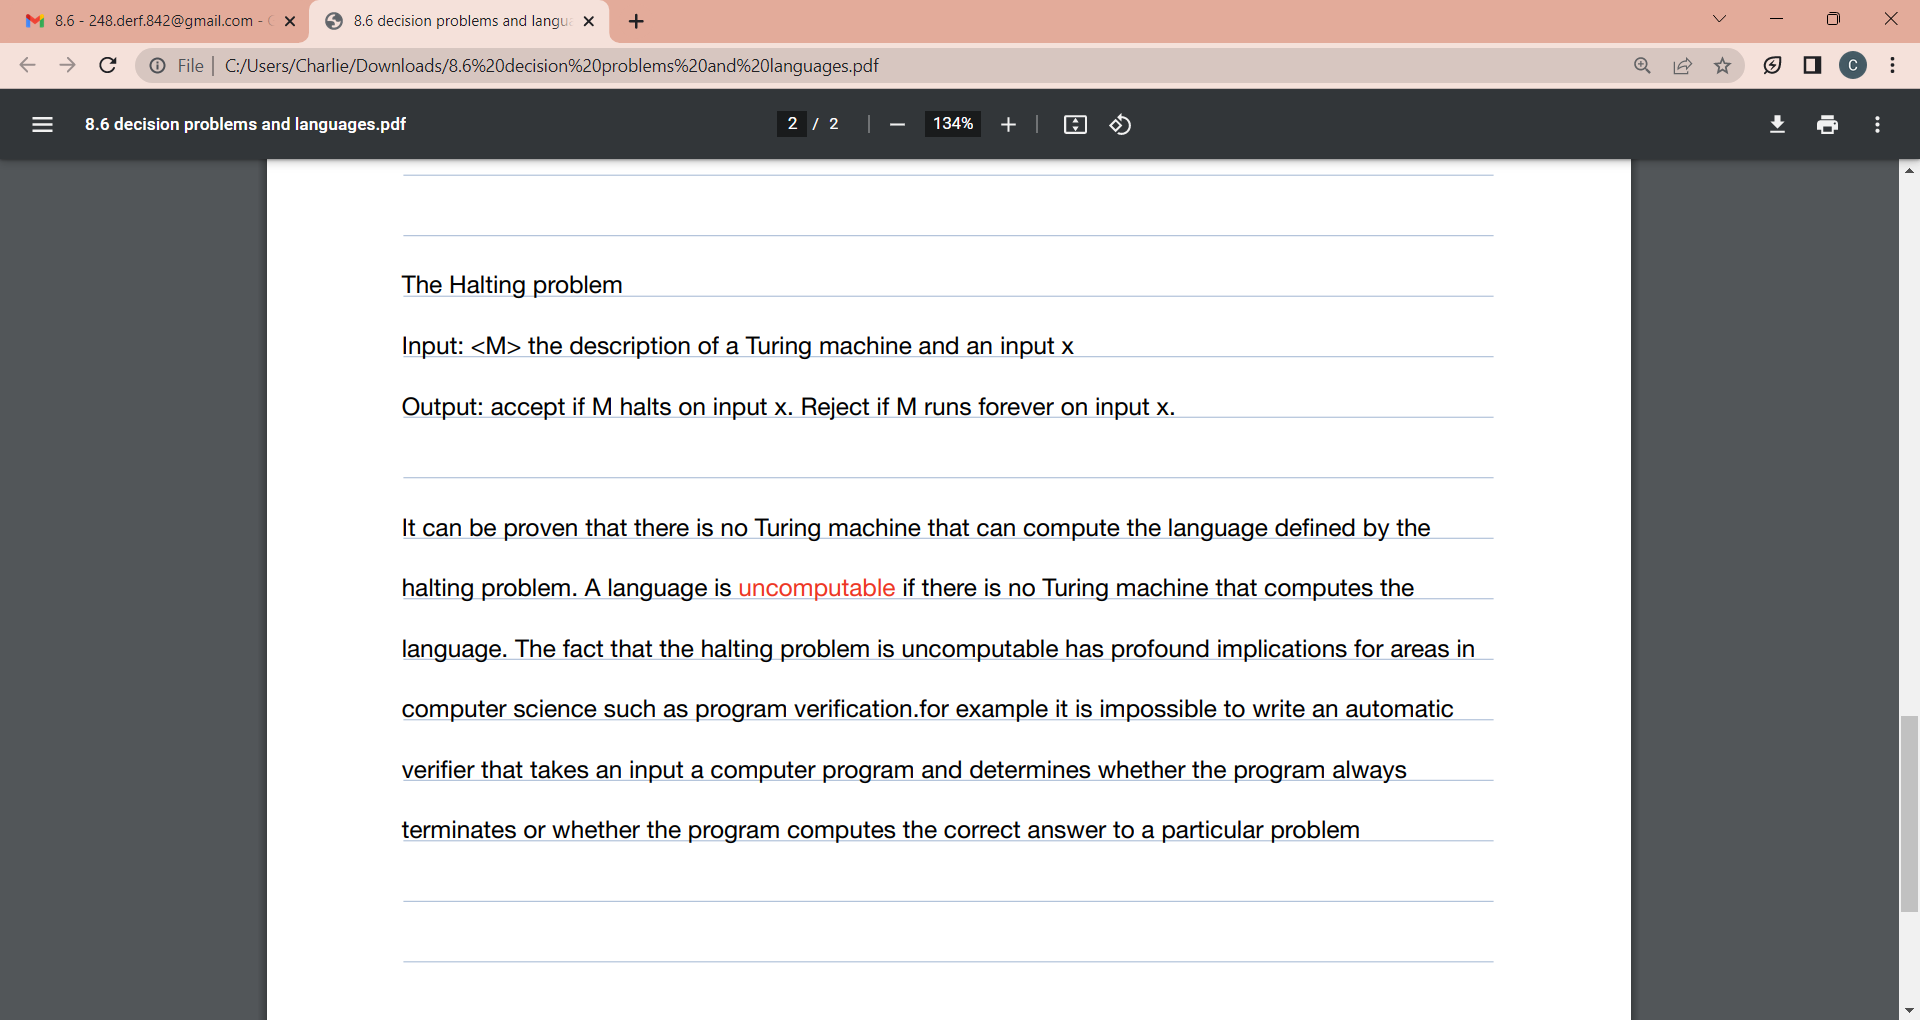 8.6 - 248.derf.842@gmail.com -
8.6 decision problems and langu
File
C:/Users/Charlie/Downloads/8.6%20decision%20problems%20and%20languages.pdf
C
8.6 decision problems and languages.pdf
2 / 2
134%
The Halting problem
Input: <M> the description of a Turing machine and an input x
Output: accept if M halts on input x. Reject if M runs forever on input x.
It can be proven that there is no Turing machine that can compute the language defined by the
halting problem. A language is uncomputable if there is no Turing machine that computes the
language. The fact that the halting problem is uncomputable has profound implications for areas in
computer science such as program verification.for example it is impossible to write an automatic
verifier that takes an input a computer program and determines whether the program always
terminates or whether the program computes the correct answer to a particular problem